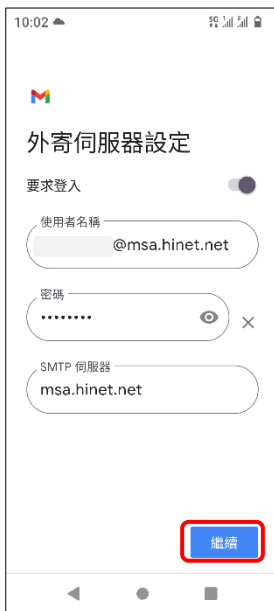 10:02
5G
外寄伺服器設定
要求登入
使用者名稱
@msa.hinet.net
密碼
••••••••
SMTP 伺服器
msa.hinet.net
繼續